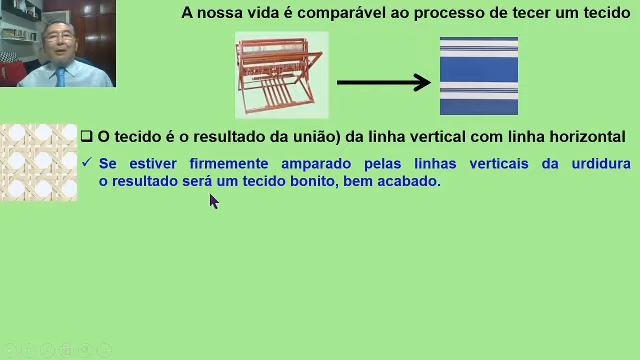 A nossa vida é comparável ao processo de tecer um tecido
❑ O tecido é o resultado da união) da linha vertical com linha horizontal
✓ Se estiver firmemente amparado pelas linhas verticais da urdidura
o resultado será um tecido bonito, bem acabado.